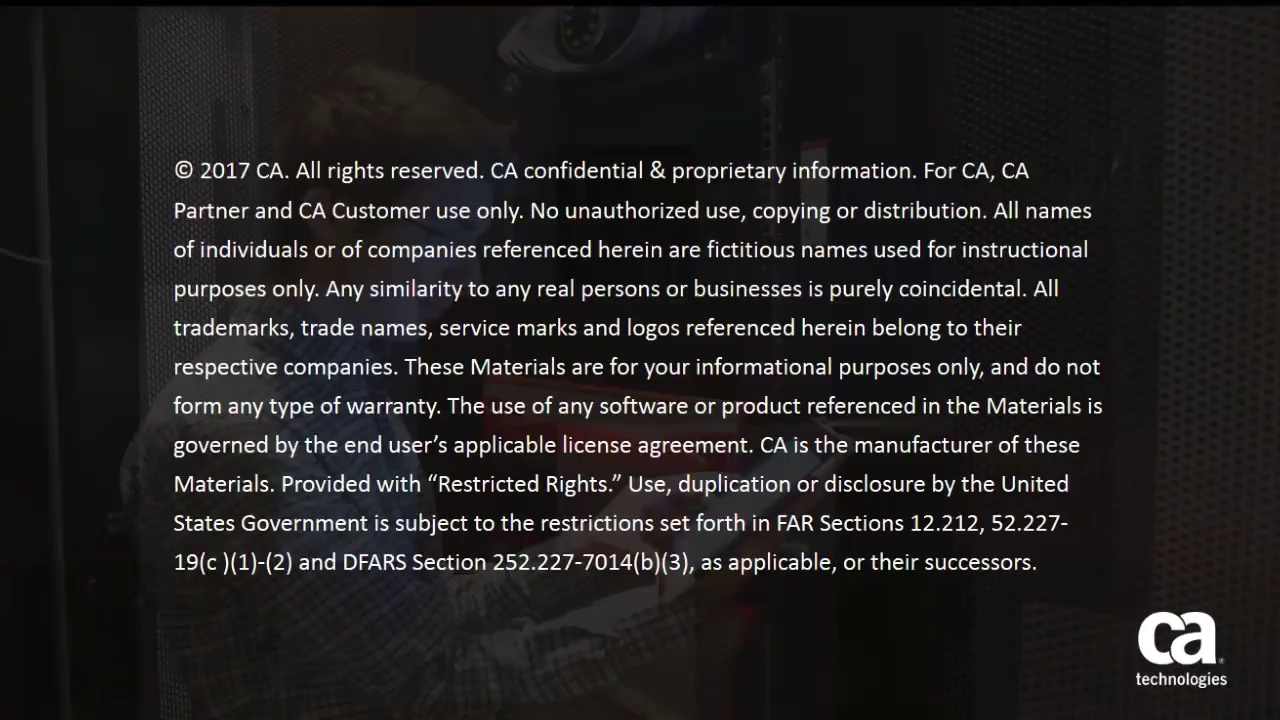 © 2017 CA. All rights reserved. CA confidential & proprietary information. For CA, CA
Partner and CA Customer use only. No unauthorized use, copying or distribution. All names
of individuals or of companies referenced herein are fictitious names used for instructional
purposes only. Any similarity to any real persons or businesses is purely coincidental. All
trademarks, trade names, service marks and logos referenced herein belong to their
respective companies. These Materials are for your informational purposes only, and do not
form any type of warranty. The use of any software or product referenced in the Materials is
governed by the end user’s applicable license agreement. CA is the manufacturer of these
Materials. Provided with “Restricted Rights.” Use, duplication or disclosure by the United
States Government is subject to the restrictions set forth in FAR Sections 12.212, 52.227-
19(c )(1)-(2) and DFARS Section 252.227-7014(b)(3), as applicable, or their successors.
ca®
technologies